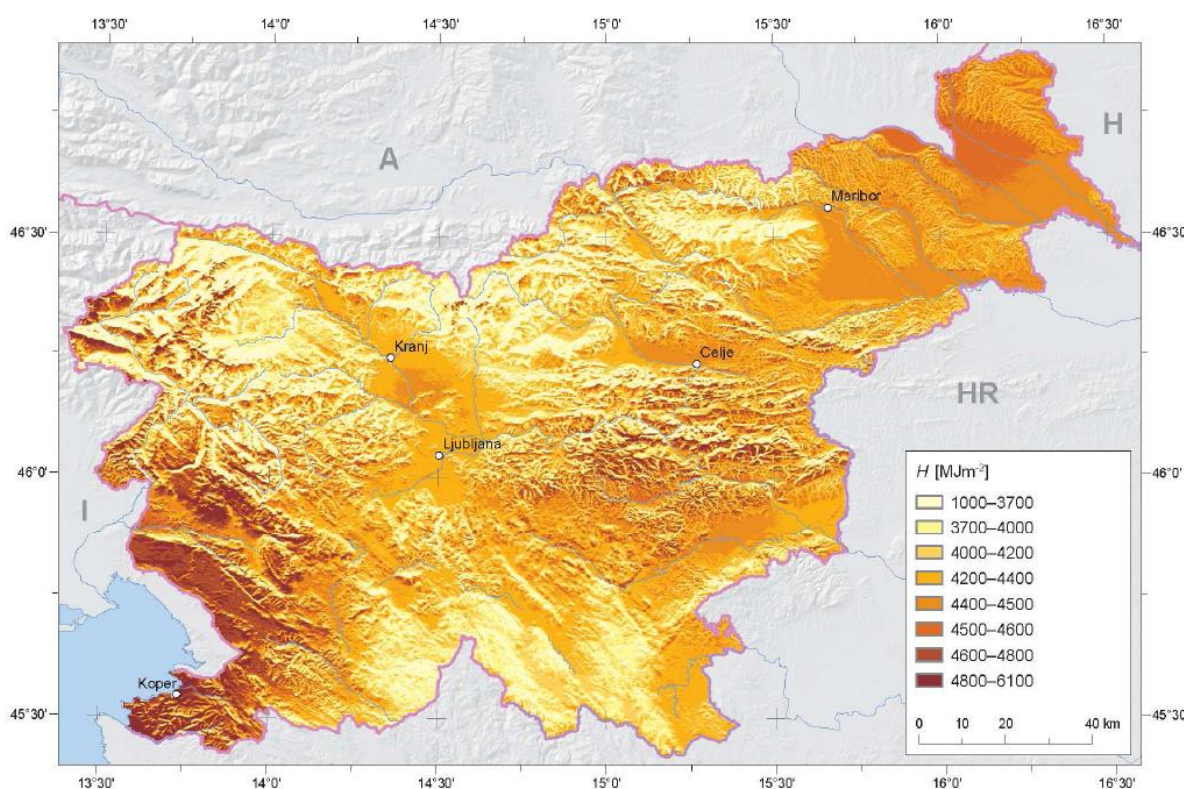 13°30' 14°0' 14°30' 15°0' 15°30' 16°0' 16°30'
H
A
Maribor
46°30' 46°30'
Kranj
Celje
HR
Ljubljana
46°0' 46°0'
I
H [MJm⁻²]
1000–3700
3700–4000
4000–4200
4200–4400
4400–4500
4500–4600
4600–4800
4800–6100
Koper
45°30' 45°30'
0 10 20 40 km
13°30' 14°0' 14°30' 15°0' 15°30' 16°0' 16°30'